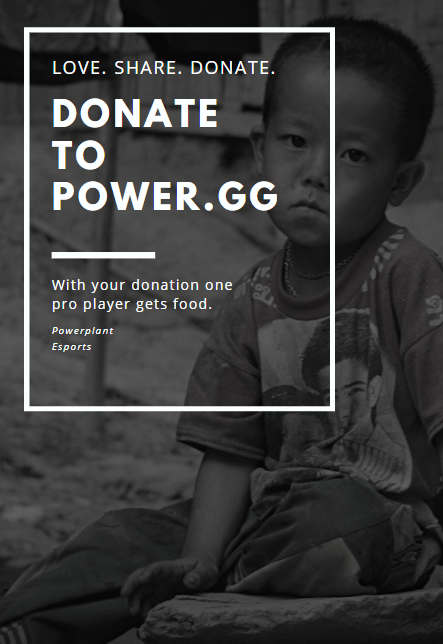 LOVE. SHARE. DONATE.
DONATE
TO
POWER.GG
With your donation one
pro player gets food.
Powerplant
Esports